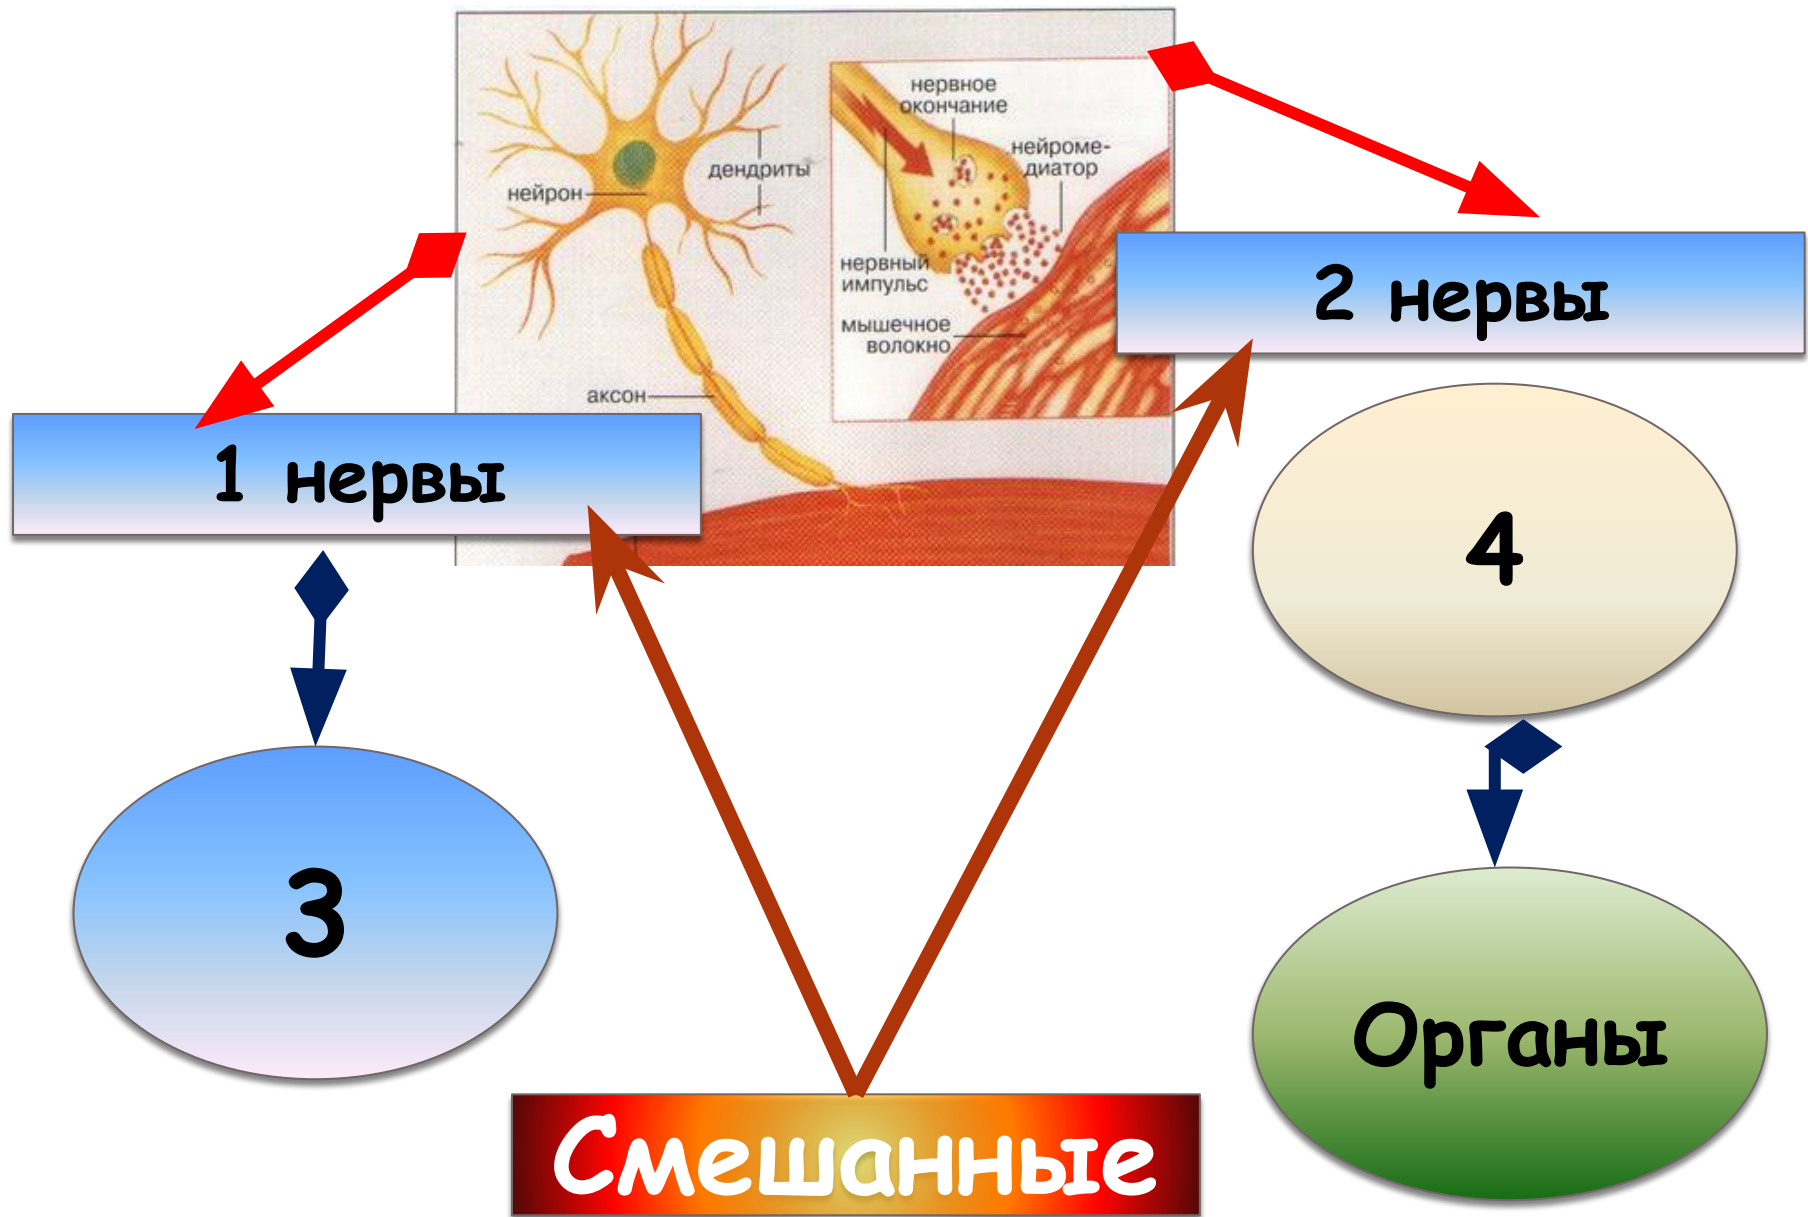 нервное
окончание
нейроме-
диатор
дендриты
нейрон
нервный
импульс
мышечное
волокно
аксон
2 нервы
1 нервы
4
3
Органы
Смешанные